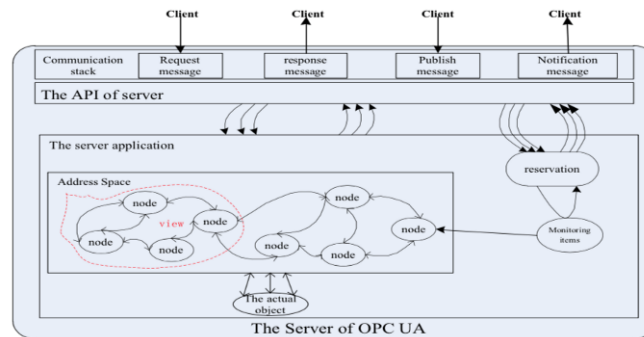 Client
Client
Client
Client
Communication
stack
Request
message
response
message
Publish
message
Notification
message
The API of server
The server application
reservation
Address Space
node
node
view
node
node
node
node
node
node
Monitoring
items
The actual
object
The Server of OPC UA